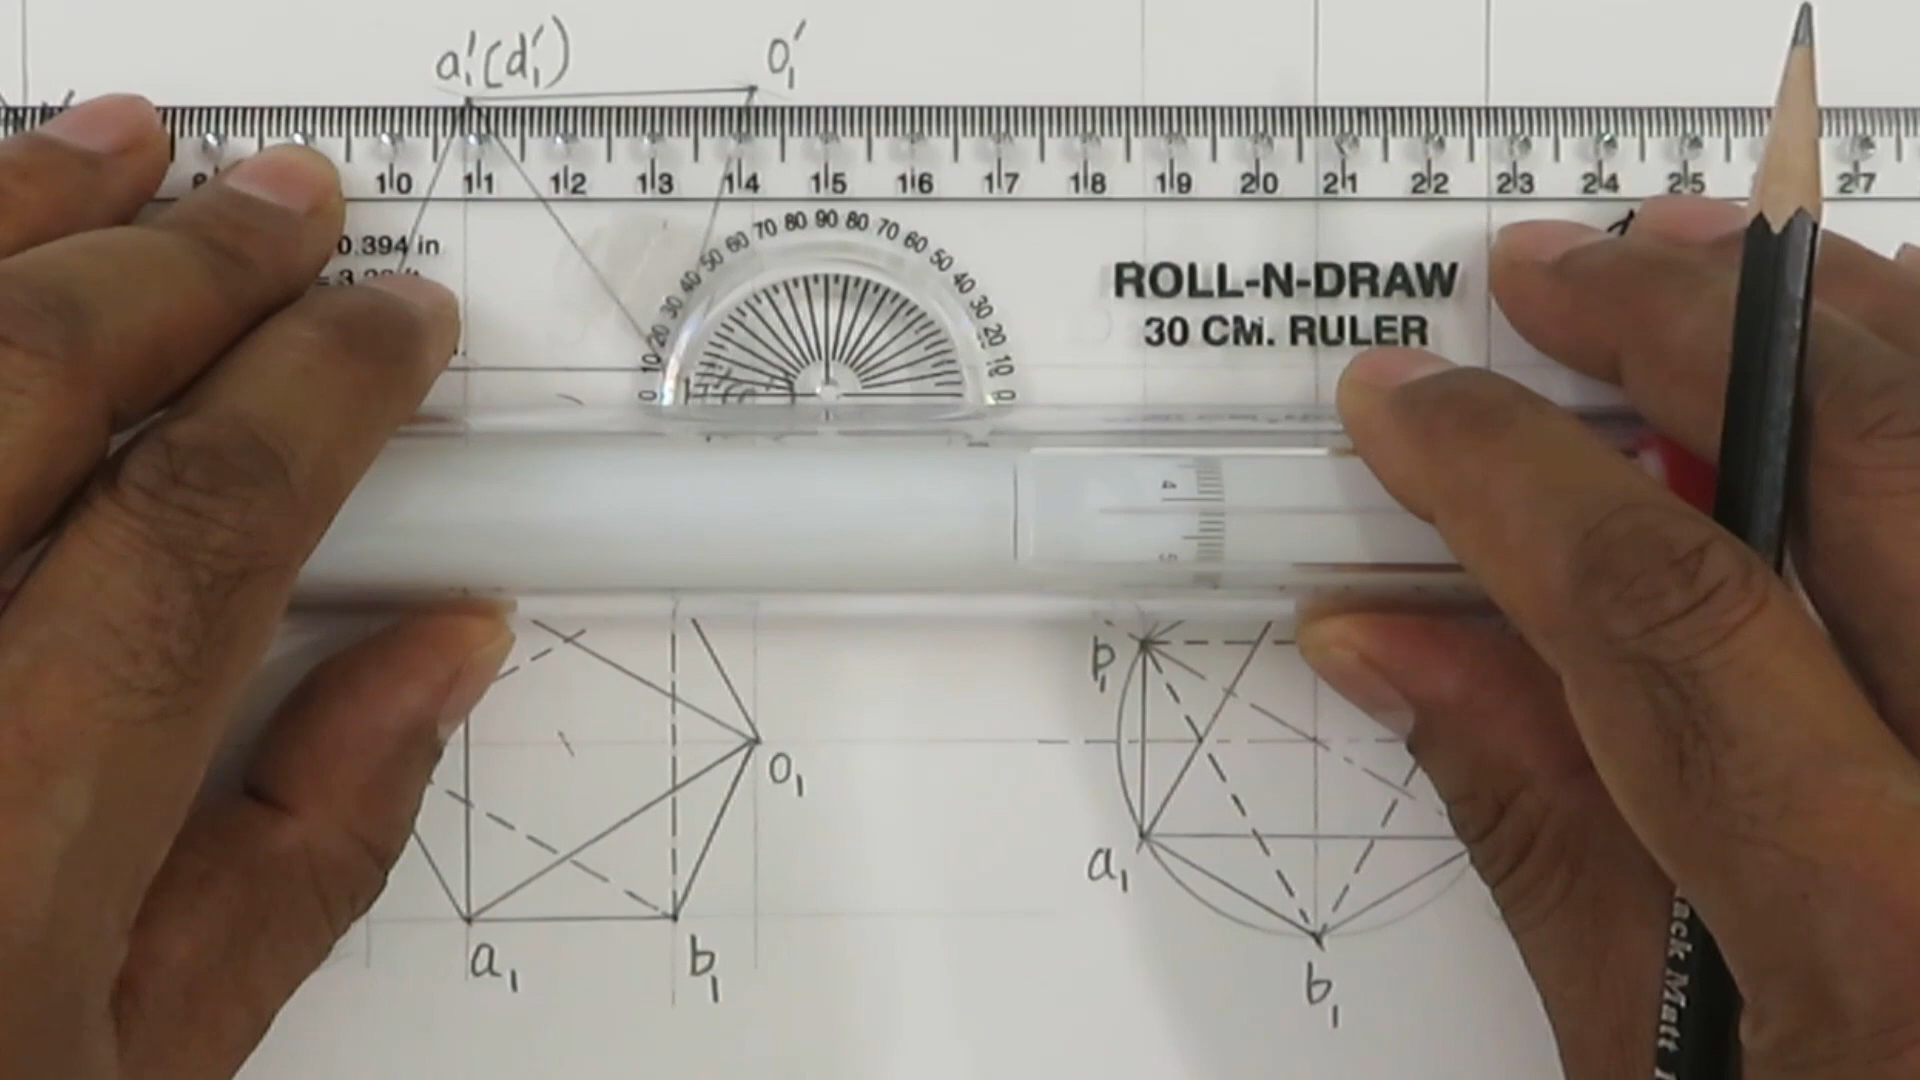 a₁'(d₁') o₁'
10 11 12 13 14 15 16 17 18 19 20 21 22 23 24 25 27
0.394 in
0 10 20 30 40 50 60 70 80 90 80 70 60 50 40 30 20 10 0
ROLL-N-DRAW
30 CM. RULER
4
5
p₁
o₁
a₁
a₁ b₁
b₁